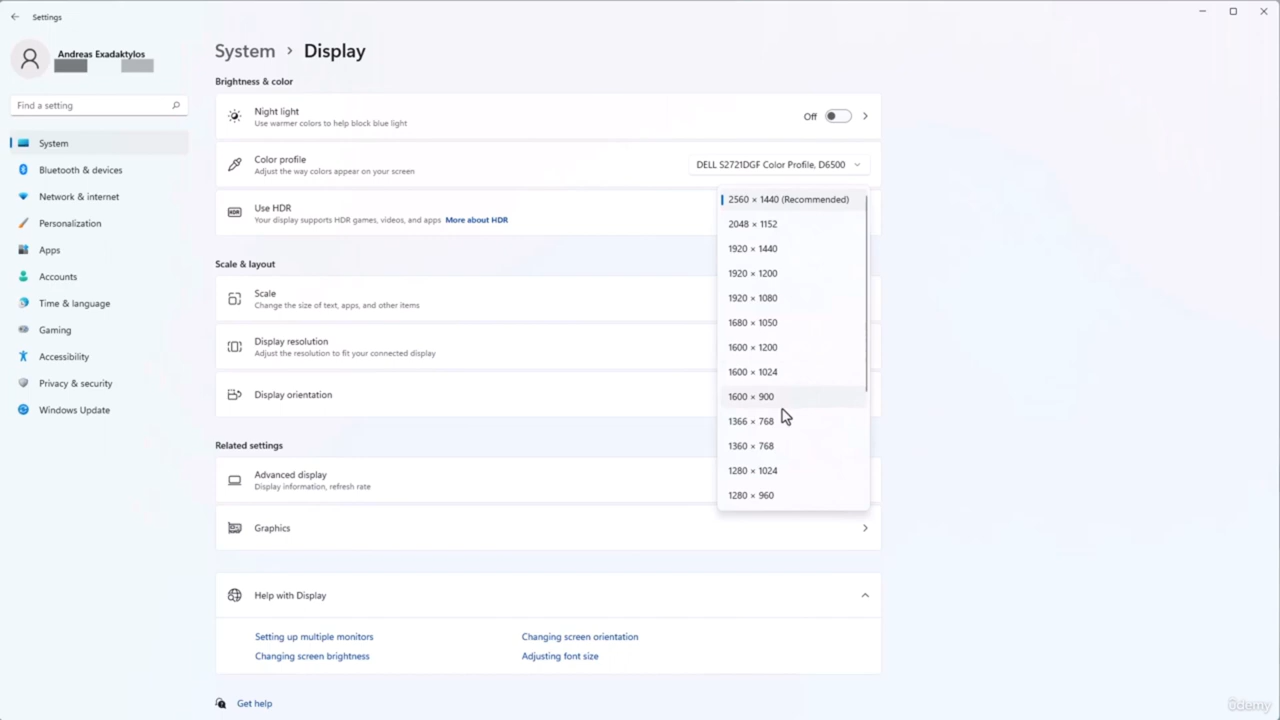 Settings
Andreas Exadaktylos
Find a setting
System
Bluetooth & devices
Network & internet
Personalization
Apps
Accounts
Time & language
Gaming
Accessibility
Privacy & security
Windows Update
System › Display
Brightness & color
Night light
Use warmer colors to help block blue light
Off
Color profile
Adjust the way colors appear on your screen
DELL S2721DGF Color Profile, D6500
Use HDR
HDR
Your display supports HDR games, videos, and apps More about HDR
Scale & layout
Scale
Change the size of text, apps, and other items
Display resolution
Adjust the resolution to fit your connected display
Display orientation
2560 × 1440 (Recommended)
2048 × 1152
1920 × 1440
1920 × 1200
1920 × 1080
1680 × 1050
1600 × 1200
1600 × 1024
1600 × 900
1366 × 768
1360 × 768
1280 × 1024
1280 × 960
Related settings
Advanced display
Display information, refresh rate
Graphics
Help with Display
Setting up multiple monitors
Changing screen orientation
Changing screen brightness
Adjusting font size
Get help
ûdemy